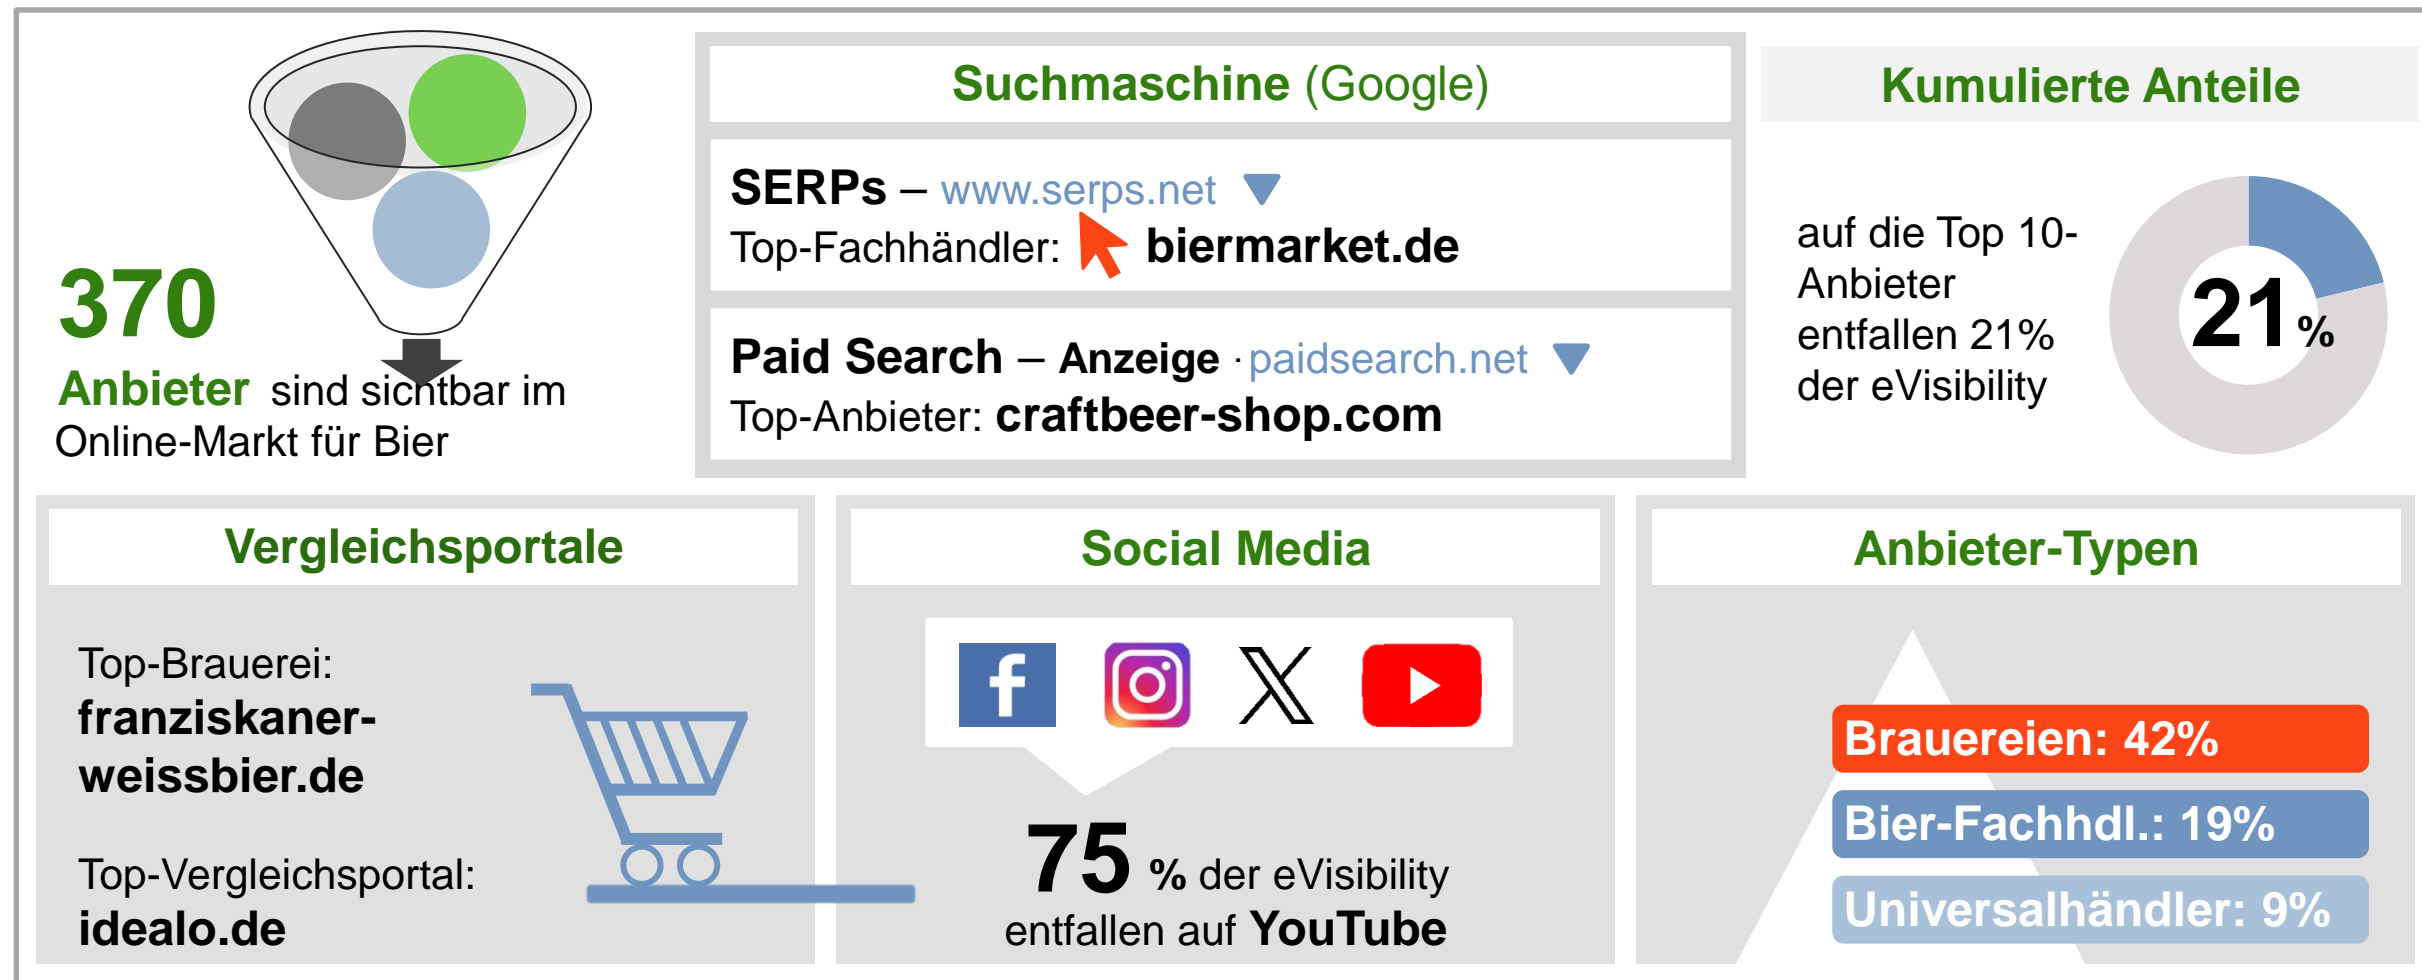 370
Anbieter sind sichtbar im
Online-Markt für Bier
Suchmaschine (Google)
SERPs – www.serps.net
Top-Fachhändler: biermarket.de
Paid Search – Anzeige · paidsearch.net
Top-Anbieter: craftbeer-shop.com
Kumulierte Anteile
auf die Top 10-
Anbieter
entfallen 21%
der eVisibility
21%
Vergleichsportale
Top-Brauerei:
franziskaner-
weissbier.de
Top-Vergleichsportal:
idealo.de
Social Media
75 % der eVisibility
entfallen auf YouTube
Anbieter-Typen
Brauereien: 42%
Bier-Fachhdl.: 19%
Universalhändler: 9%